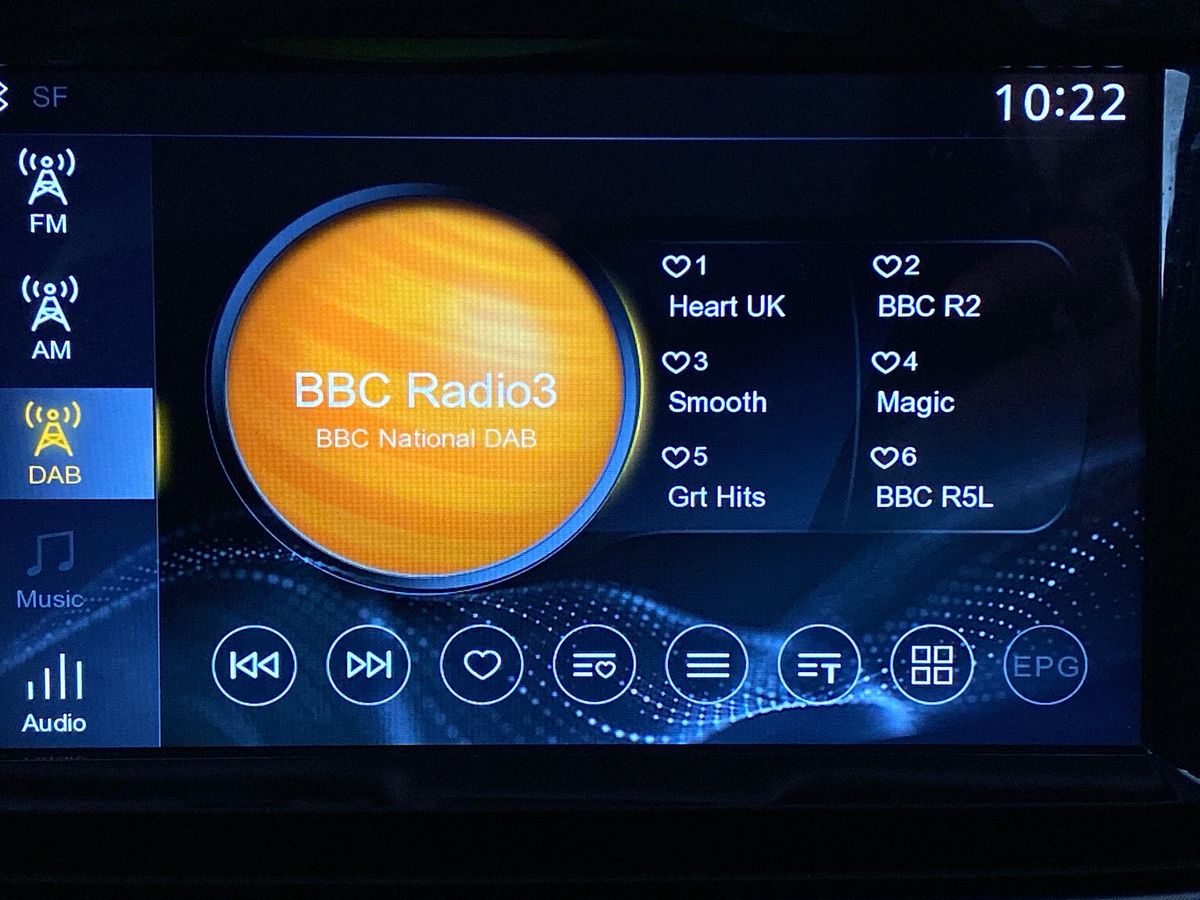 SF
10:22
FM
AM
DAB
Music
Audio
BBC Radio3
BBC National DAB
1
Heart UK
2
BBC R2
3
Smooth
4
Magic
5
Grt Hits
6
BBC R5L
T
EPG